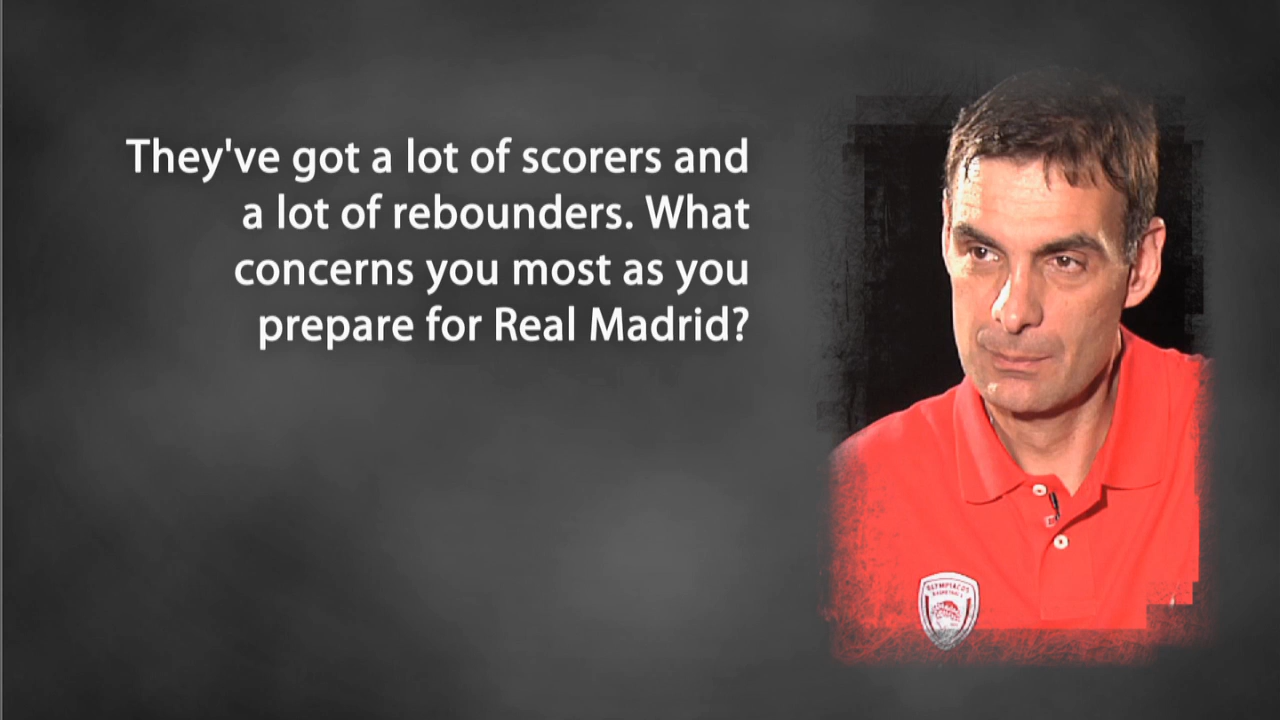 They've got a lot of scorers and
a lot of rebounders. What
concerns you most as you
prepare for Real Madrid?
OLYMPIACOS